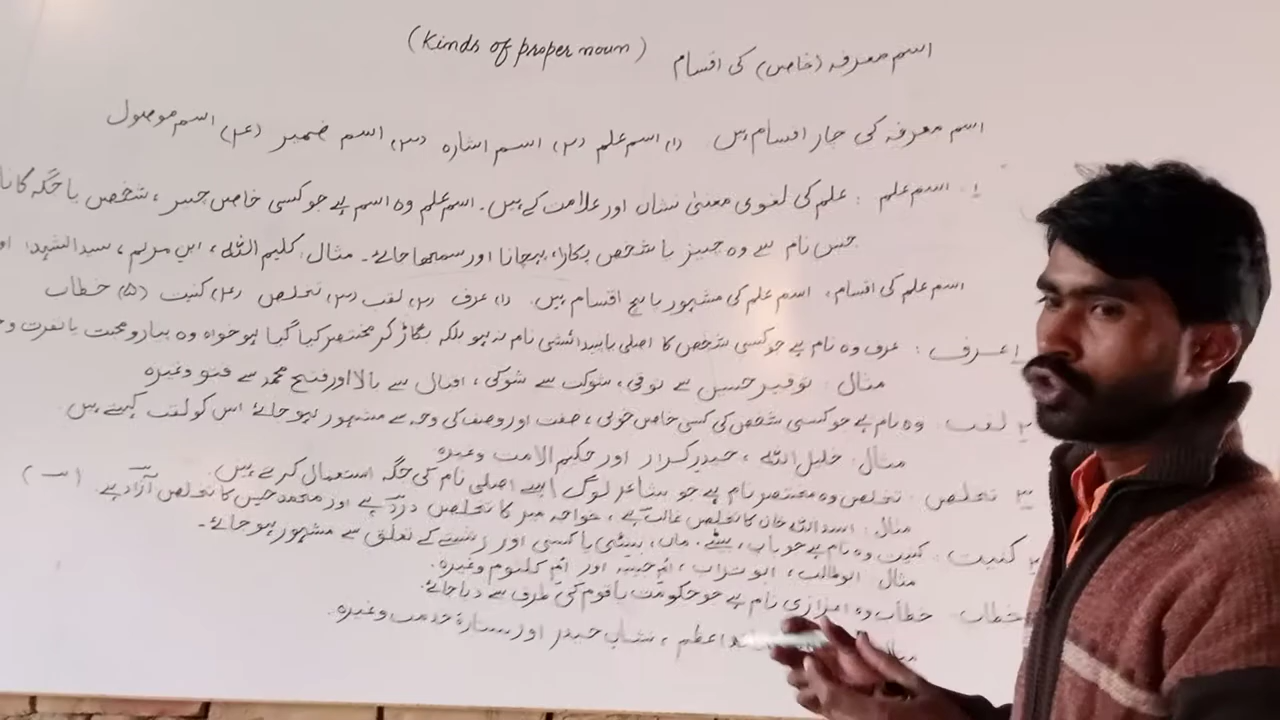 اسم معرفہ (خاص) کی اقسام (Kinds of proper noun)
اسم معرفہ کی چار اقسام ہیں (۱) اسم علم (۲) اسم اشارہ (۳) اسم ضمیر (۴) اسم موصول
۱۔ اسم علم : علم کی لغوی معنیٰ نشان اور علامت کے ہیں۔ اسم علم وہ اسم ہے جو کسی خاص چیز ، شخص یا جگہ کا
جس نام سے وہ چیز یا شخص پکارا، پہچانا اور سمجھا جائے۔ مثال: کلیم اللہ، ابن مریم، سید الشہدا
اسم علم کی اقسام، اسم علم کی مشہور پانچ اقسام ہیں۔ (۱) عرف (۲) لقب (۳) تخلص (۴) کنیت (۵) خطاب
۱ عرف : عرف وہ نام ہے جو کسی شخص کا اصلی یا پیدائشی نام نہ ہو بلکہ بگاڑ کر مختصر کیا گیا ہو خواہ وہ پیار و محبت یا نفرت
مثال : توقیر حسین سے توقی، شوکت سے شوکی، اقبال سے بالا اور فتح محمد سے فتو وغیرہ
۲ لقب : وہ نام ہے جو کسی شخص کی کسی خاص خوبی ، صفت اور وصف کی وجہ سے مشہور ہو جائے اس کو لقب کہتے ہیں
مثال: خلیل اللہ ، حیدر کرار اور حکیم الامت وغیرہ
۳ تخلص : تخلص وہ مختصر نام ہے جو شاعر لوگ اپنے اصلی نام کی جگہ استعمال کرتے ہیں
مثال: اسد اللہ خان کا تخلص غالب ہے ، خواجہ میر کا تخلص درد ہے اور محمد حسین کا تخلص آزاد ہے۔
کنیت : کنیت وہ نام ہے جو باپ، بیٹے، ماں، بیٹی یا کسی اور رشتے کے تعلق سے مشہور ہو جائے۔
مثال ابو طالب، ابو تراب ، ام حبیبہ اور ام کلثوم وغیرہ۔
خطاب : خطاب وہ اعزازی نام ہے جو حکومت یا قوم کی طرف سے دیا جائے۔
اعظم ، نشان حیدر اور ستارۂ خدمت وغیرہ۔